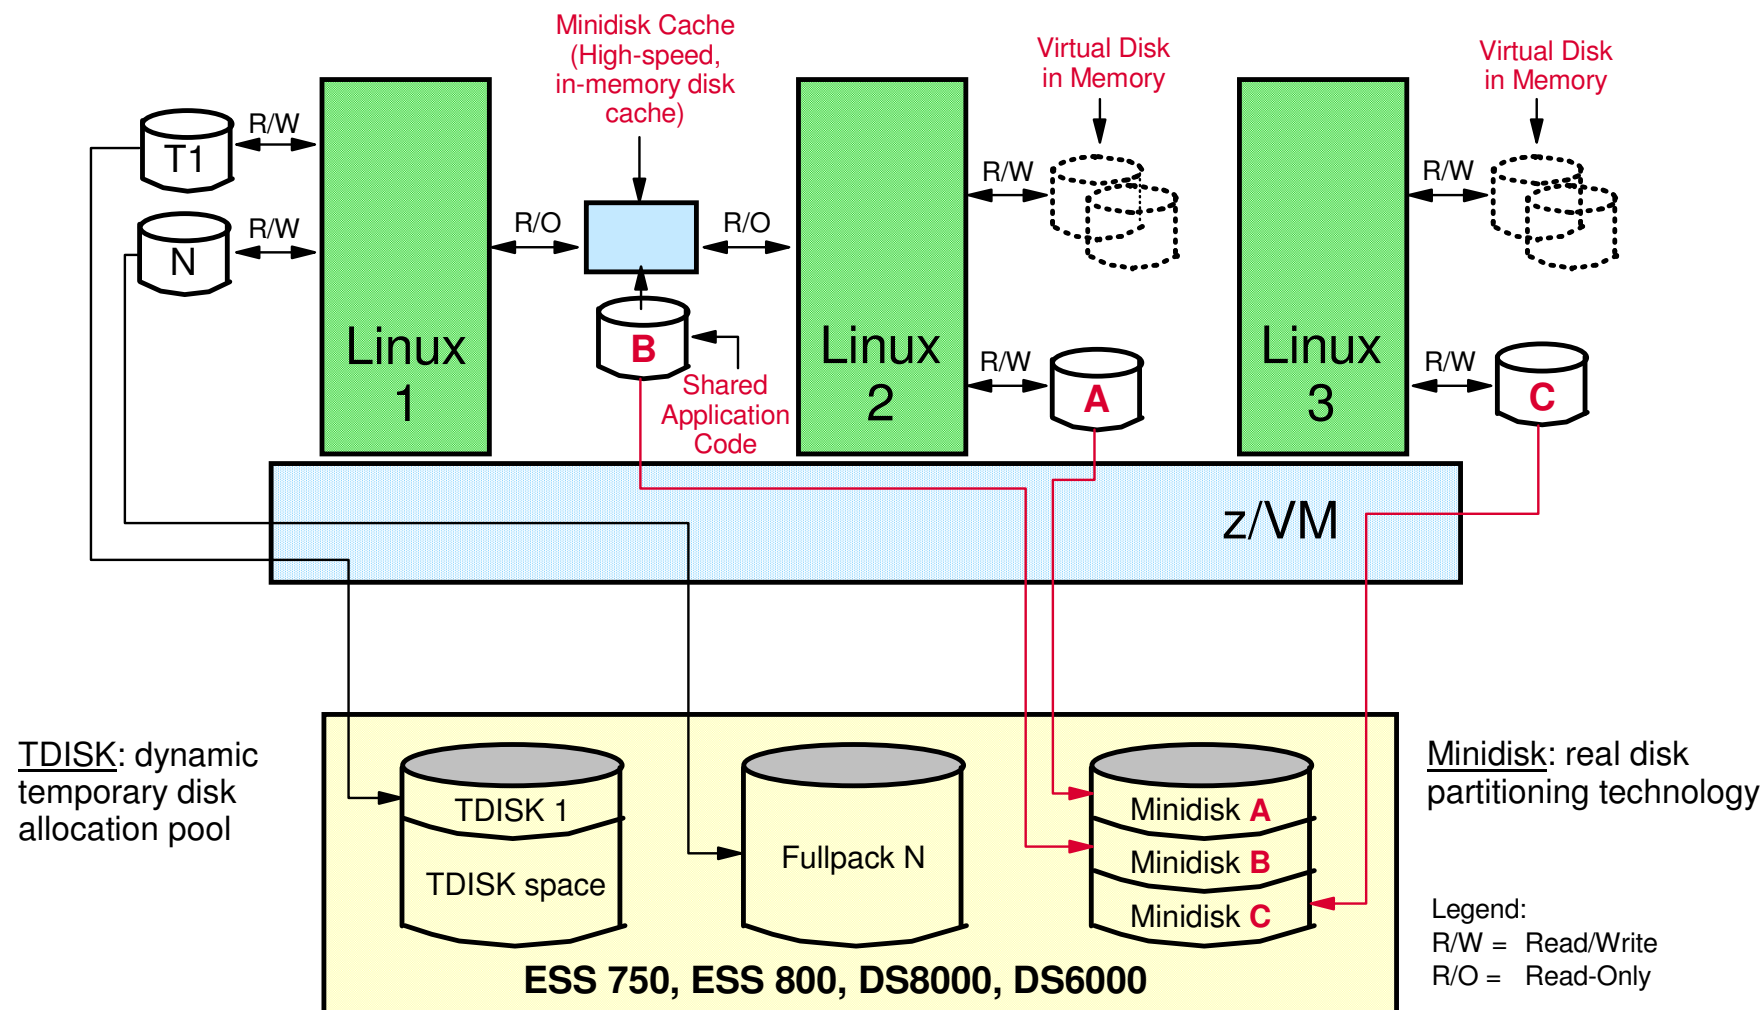 Minidisk Cache
(High-speed,
in-memory disk
cache)
Virtual Disk
in Memory
Virtual Disk
in Memory
T1
R/W
N
R/W
R/O
R/O
R/W
R/W
Linux
1
B
Shared
Application
Code
Linux
2
R/W
A
Linux
3
R/W
C
z/VM
TDISK: dynamic
temporary disk
allocation pool
TDISK 1
TDISK space
Fullpack N
Minidisk A
Minidisk B
Minidisk C
Minidisk: real disk
partitioning technology
ESS 750, ESS 800, DS8000, DS6000
Legend:
R/W = Read/Write
R/O = Read-Only